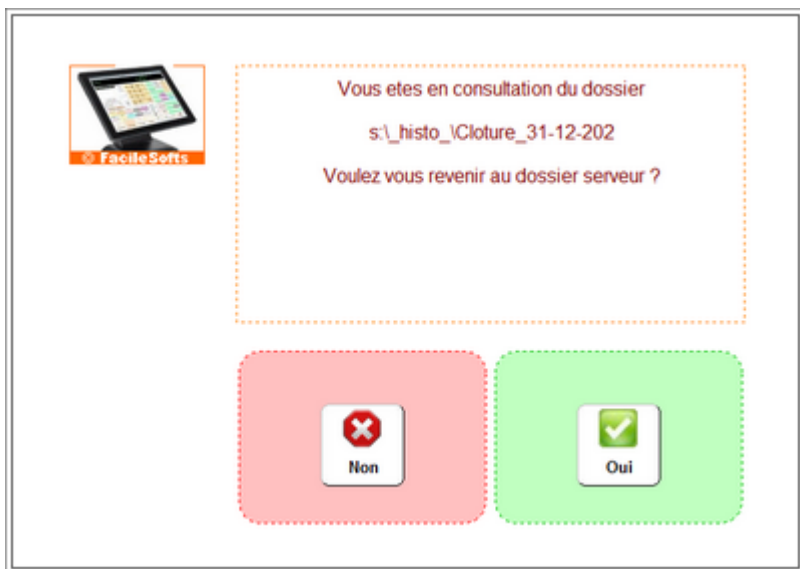 © FacileSofts
Vous etes en consultation du dossier
s:\_histo_\Cloture_31-12-202
Voulez vous revenir au dossier serveur ?
Non
Oui